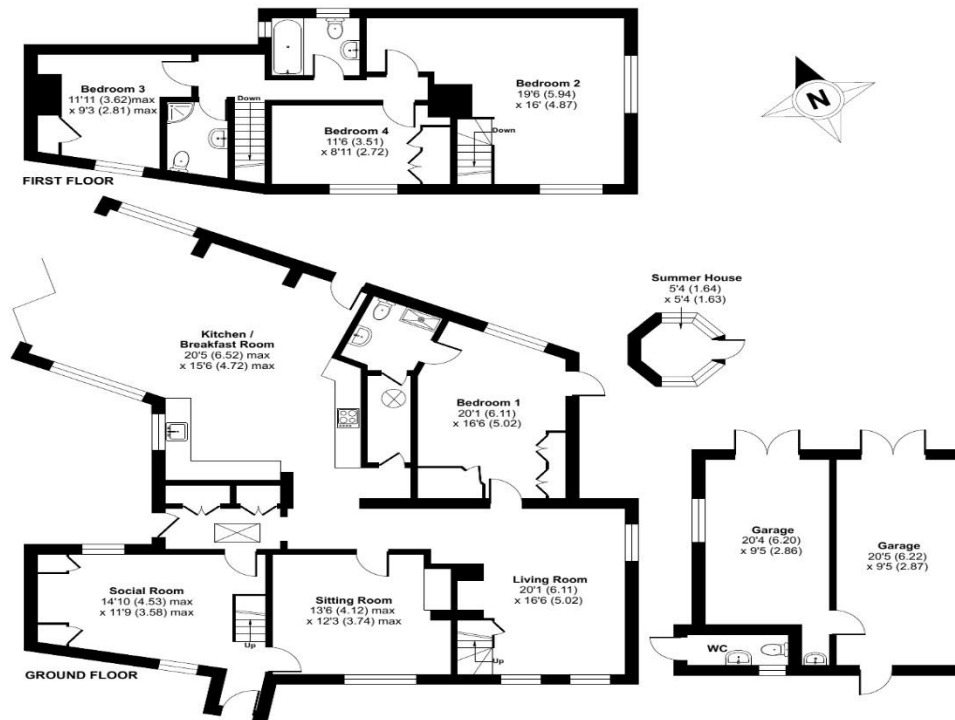 Bedroom 3
11'11 (3.62)max
x 9'3 (2.81) max
Down
Bedroom 4
11'6 (3.51)
x 8'11 (2.72)
Bedroom 2
19'6 (5.94)
x 16' (4.87)
Down
FIRST FLOOR
N
Kitchen /
Breakfast Room
20'5 (6.52) max
x 15'6 (4.72) max
Bedroom 1
20'1 (6.11)
x 16'6 (5.02)
Summer House
5'4 (1.64)
x 5'4 (1.63)
Social Room
14'10 (4.53) max
x 11'9 (3.58) max
Up
Sitting Room
13'6 (4.12) max
x 12'3 (3.74) max
Living Room
20'1 (6.11)
x 16'6 (5.02)
Up
Garage
20'4 (6.20)
x 9'5 (2.86)
Garage
20'5 (6.22)
x 9'5 (2.87)
WC
GROUND FLOOR